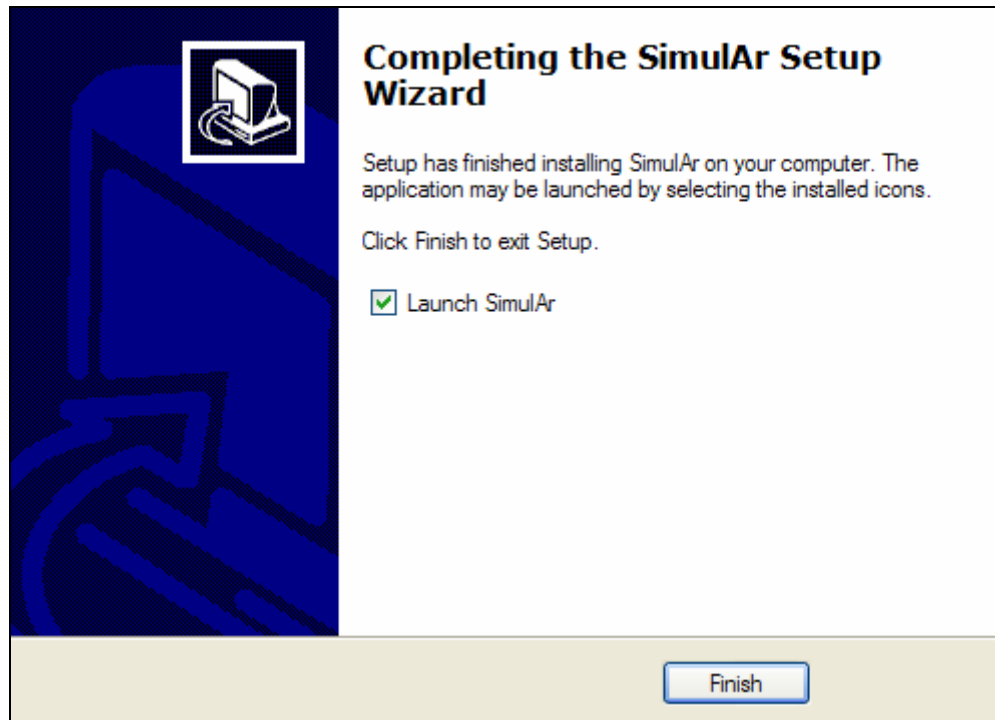 Completing the SimulAr Setup
Wizard
Setup has finished installing SimulAr on your computer. The
application may be launched by selecting the installed icons.
Click Finish to exit Setup.
Launch SimulAr
Finish